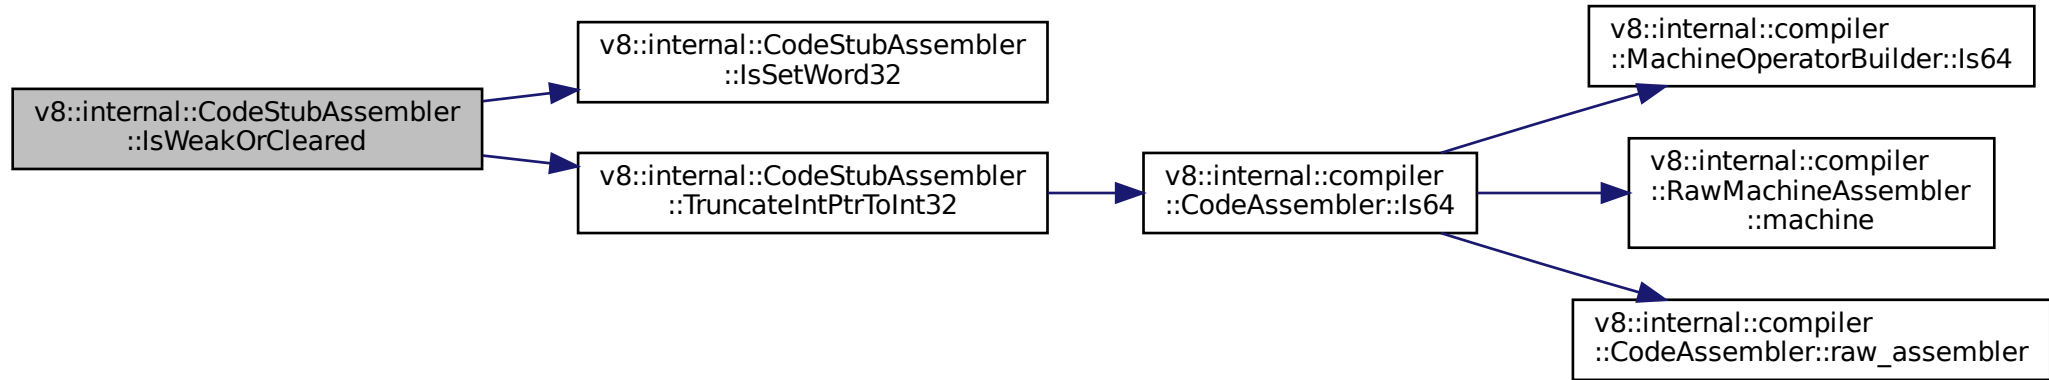 v8::internal::CodeStubAssembler
::IsWeakOrCleared
v8::internal::CodeStubAssembler
::IsSetWord32
v8::internal::CodeStubAssembler
::TruncateIntPtrToInt32
v8::internal::compiler
::CodeAssembler::Is64
v8::internal::compiler
::MachineOperatorBuilder::Is64
v8::internal::compiler
::RawMachineAssembler
::machine
v8::internal::compiler
::CodeAssembler::raw_assembler